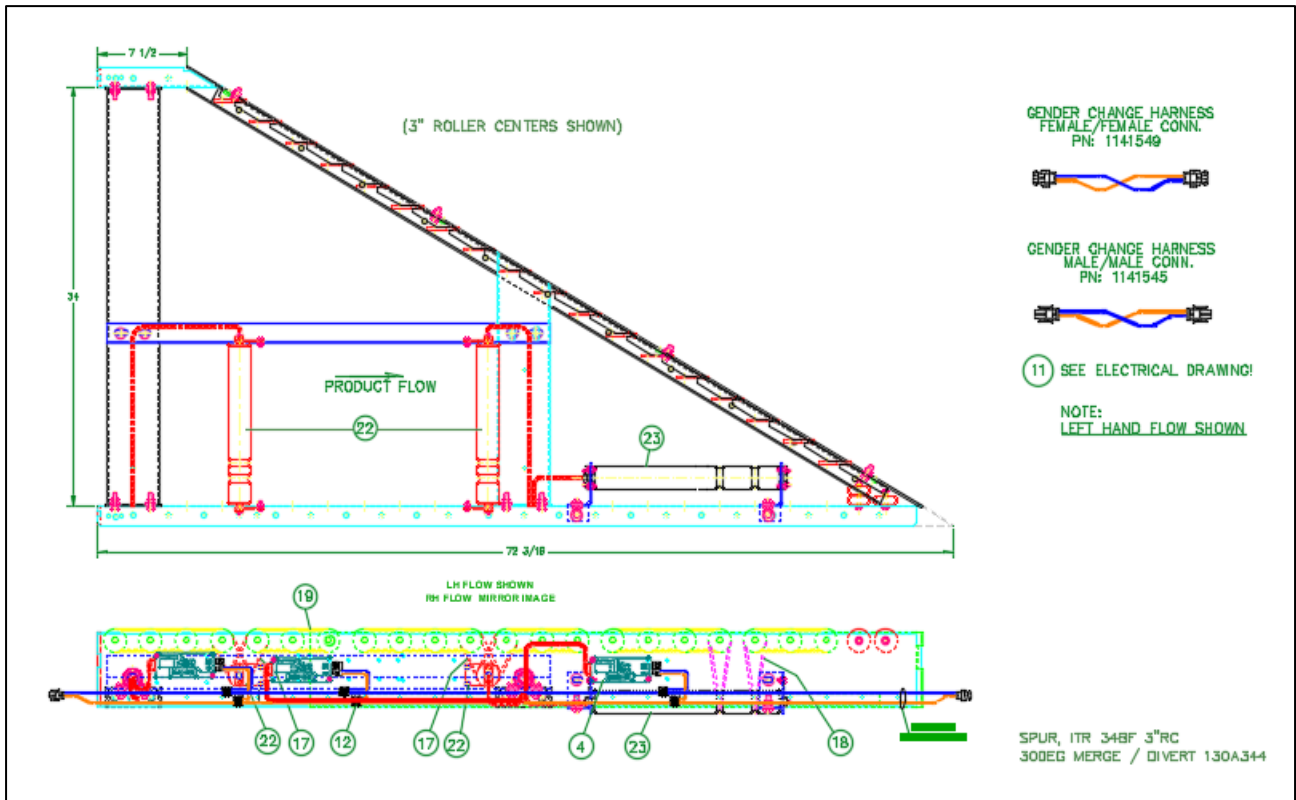 7 1/2
(3" ROLLER CENTERS SHOWN)
34
PRODUCT FLOW
22
23
72 3/16
GENDER CHANGE HARNESS
FEMALE/FEMALE CONN.
PN: 1141549
GENDER CHANGE HARNESS
MALE/MALE CONN.
PN: 1141545
11 SEE ELECTRICAL DRAWING!
NOTE:
LEFT HAND FLOW SHOWN
LH FLOW SHOWN
RH FLOW MIRROR IMAGE
19
22
17
12
17
22
4
23
18
SPUR, ITR 34BF 3"RC
30DEG MERGE / DIVERT 130A344